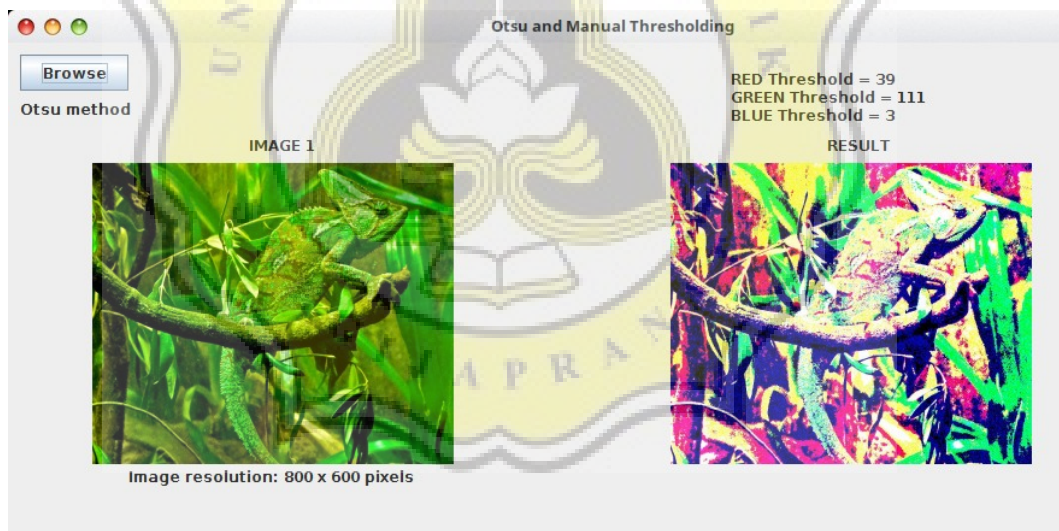 Otsu and Manual Thresholding
Browse
Otsu method
RED Threshold = 39
GREEN Threshold = 111
BLUE Threshold = 3
IMAGE 1
RESULT
Image resolution: 800 x 600 pixels
U N
I K
J A P R A N